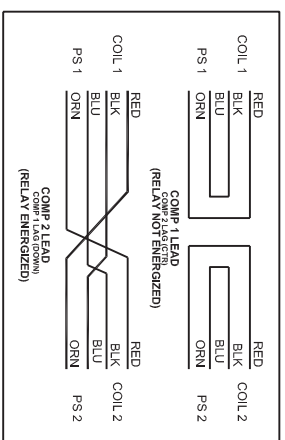 RED RED
COIL 1 BLK BLK COIL 2
BLU BLU
PS 1 ORN ORN PS 2
COMP 1 LEAD
COMP 2 LAG (CTR)
(RELAY NOT ENERGIZED)
RED RED
COIL 1 BLK BLK COIL 2
BLU BLU
PS 1 ORN ORN PS 2
COMP 2 LEAD
COMP 1 LAG (DOWN)
(RELAY ENERGIZED)